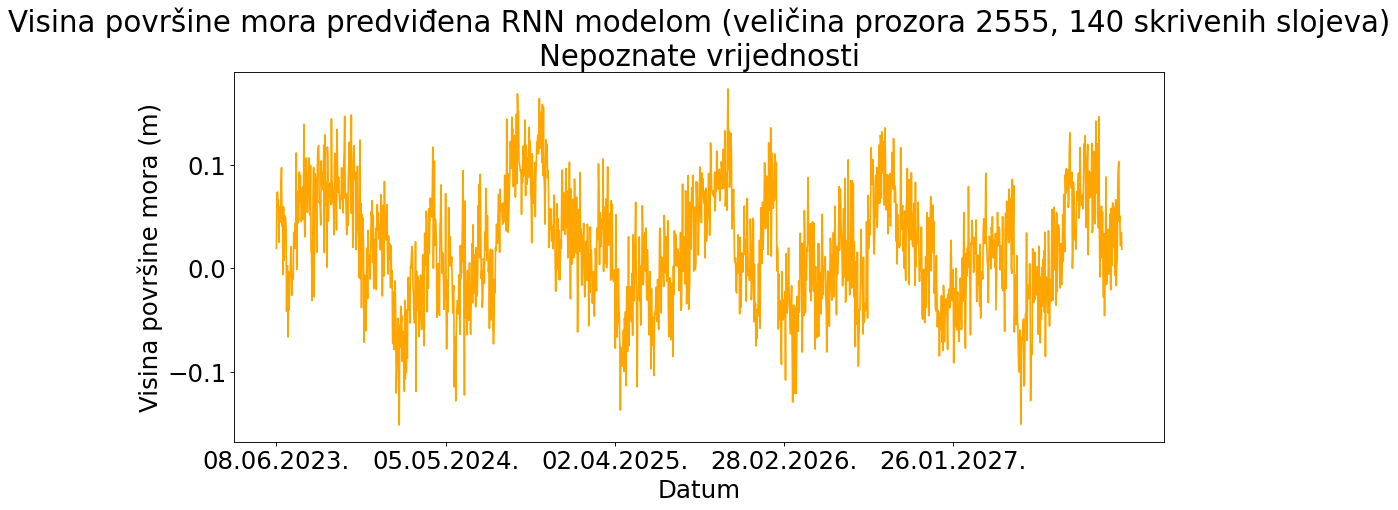 Visina površine mora predviđena RNN modelom (veličina prozora 2555, 140 skrivenih slojeva)
Nepoznate vrijednosti
Visina površine mora (m)
0.1
0.0
−0.1
08.06.2023. 05.05.2024. 02.04.2025. 28.02.2026. 26.01.2027.
Datum